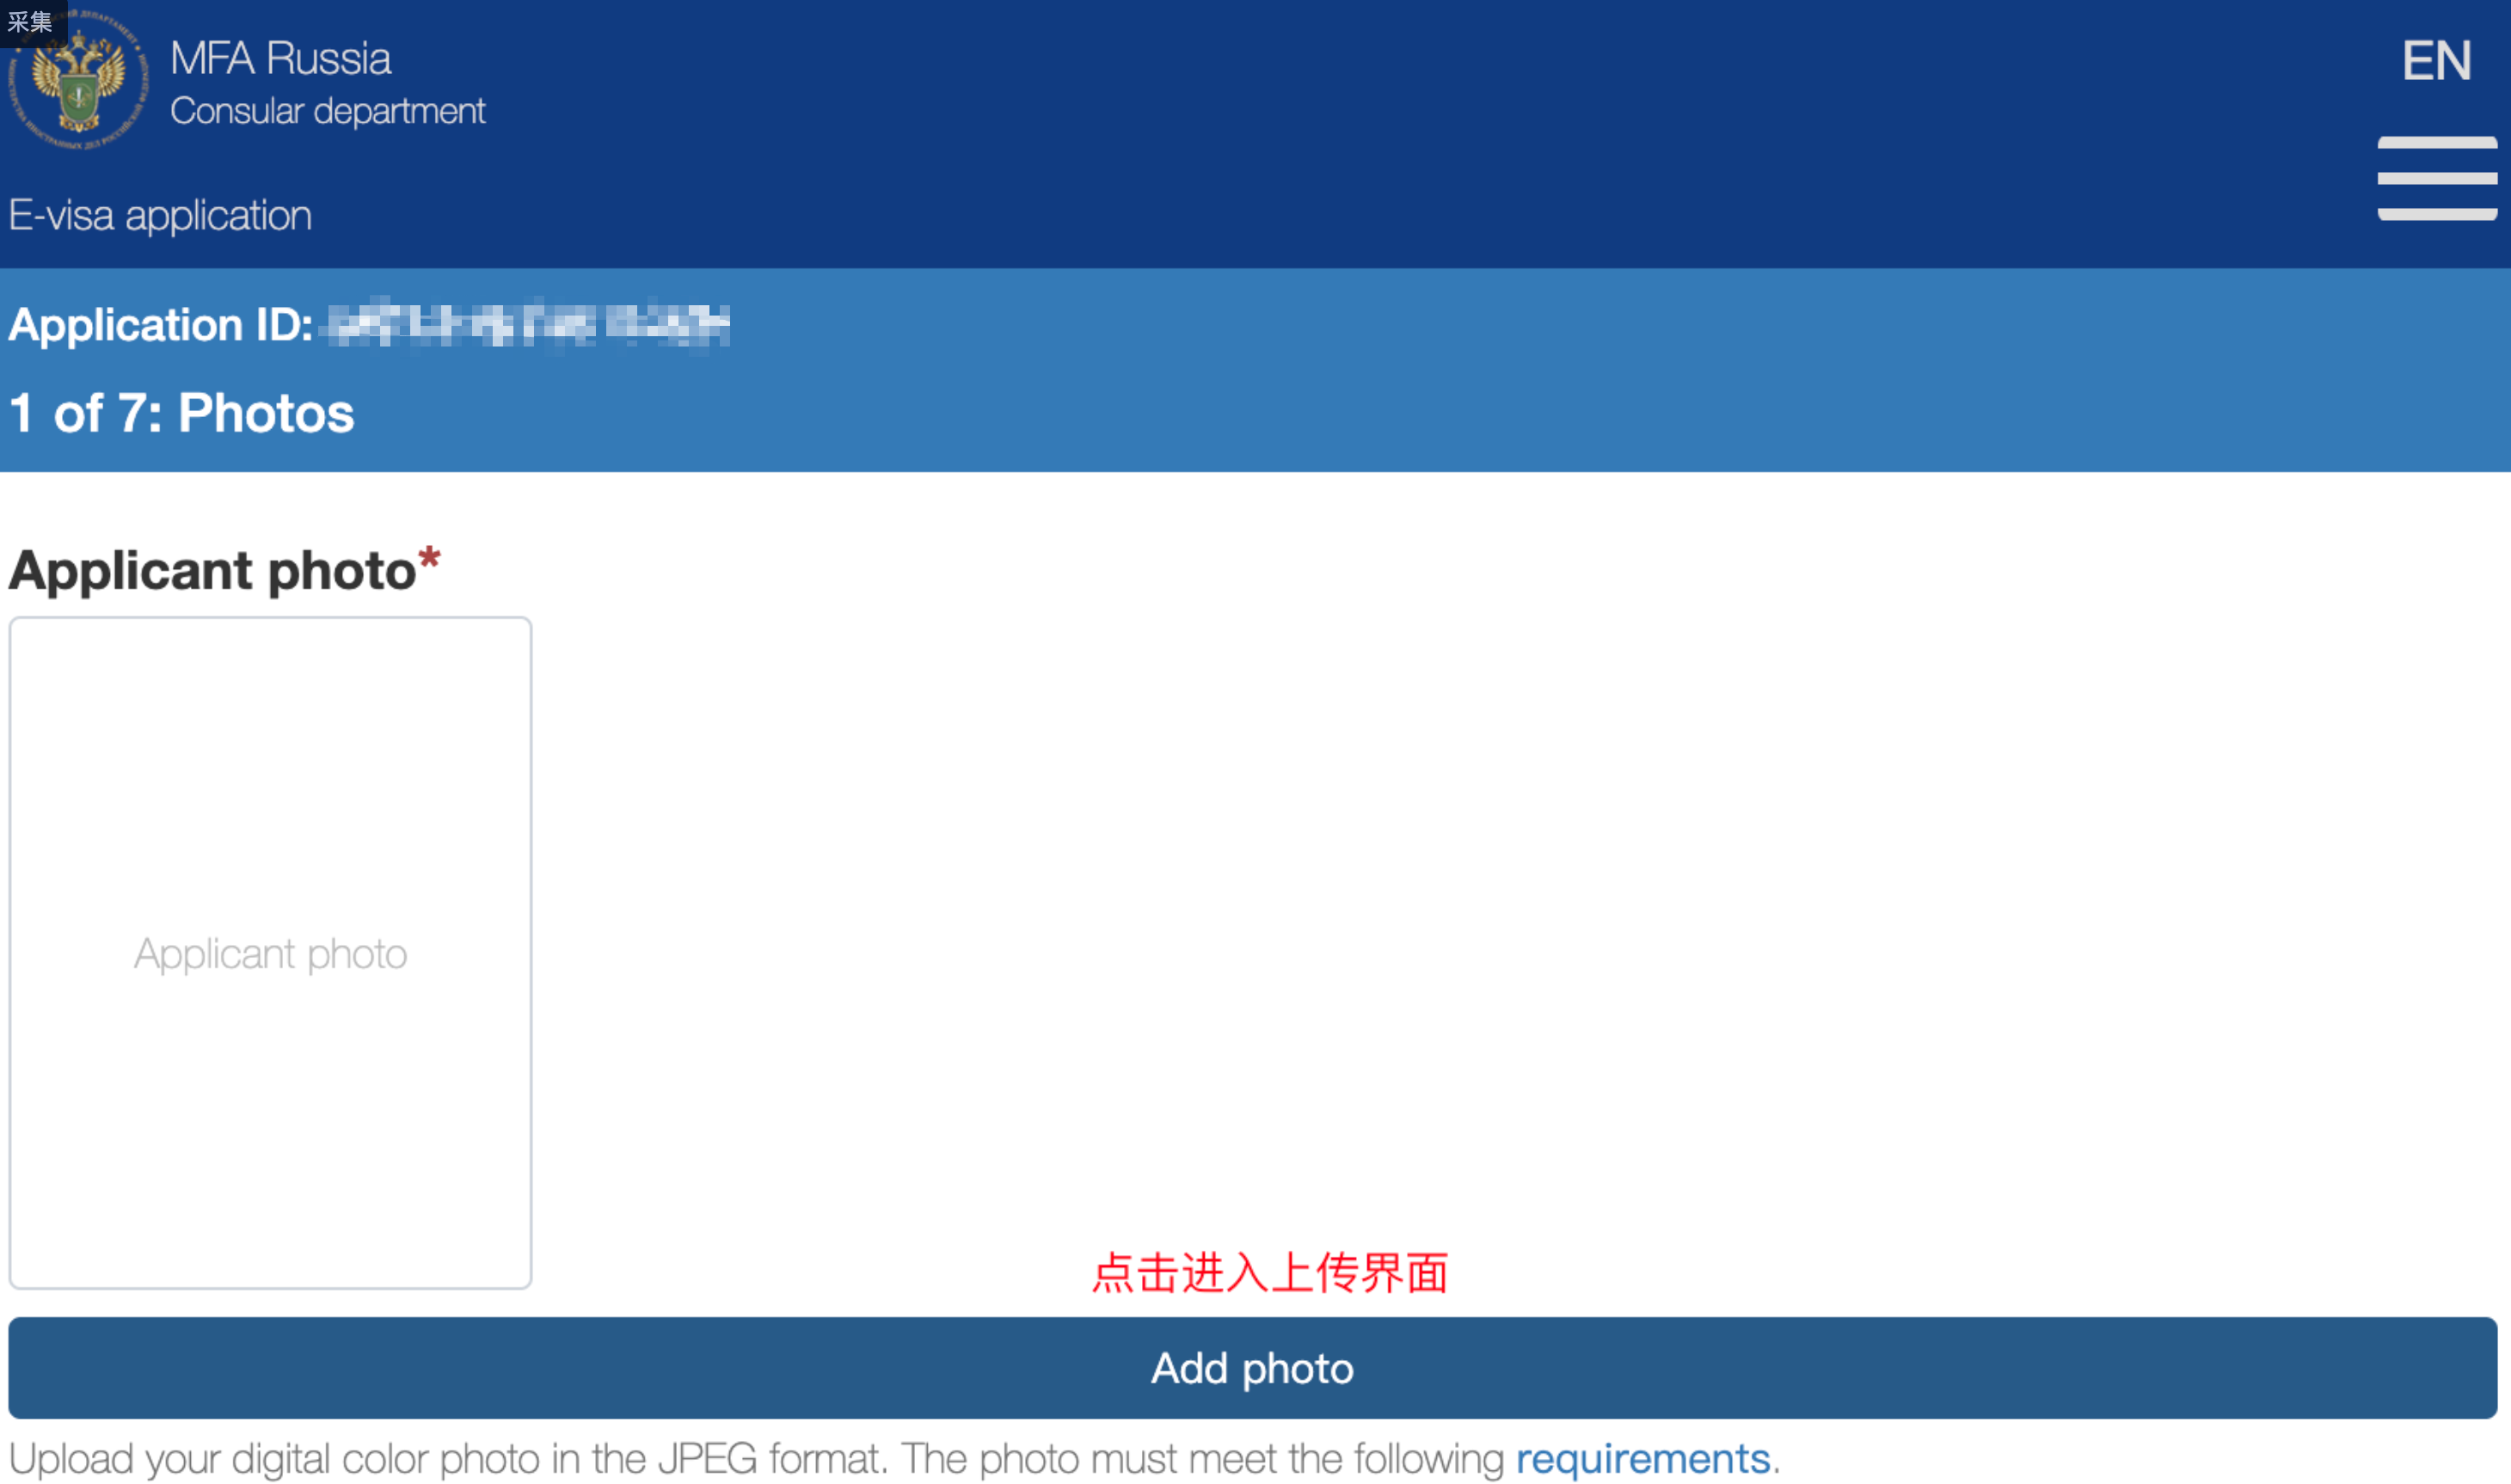 采集
MFA Russia
Consular department
EN
E-visa application
Application ID:
1 of 7: Photos
Applicant photo*
Applicant photo
点击进入上传界面
Add photo
Upload your digital color photo in the JPEG format. The photo must meet the following requirements.